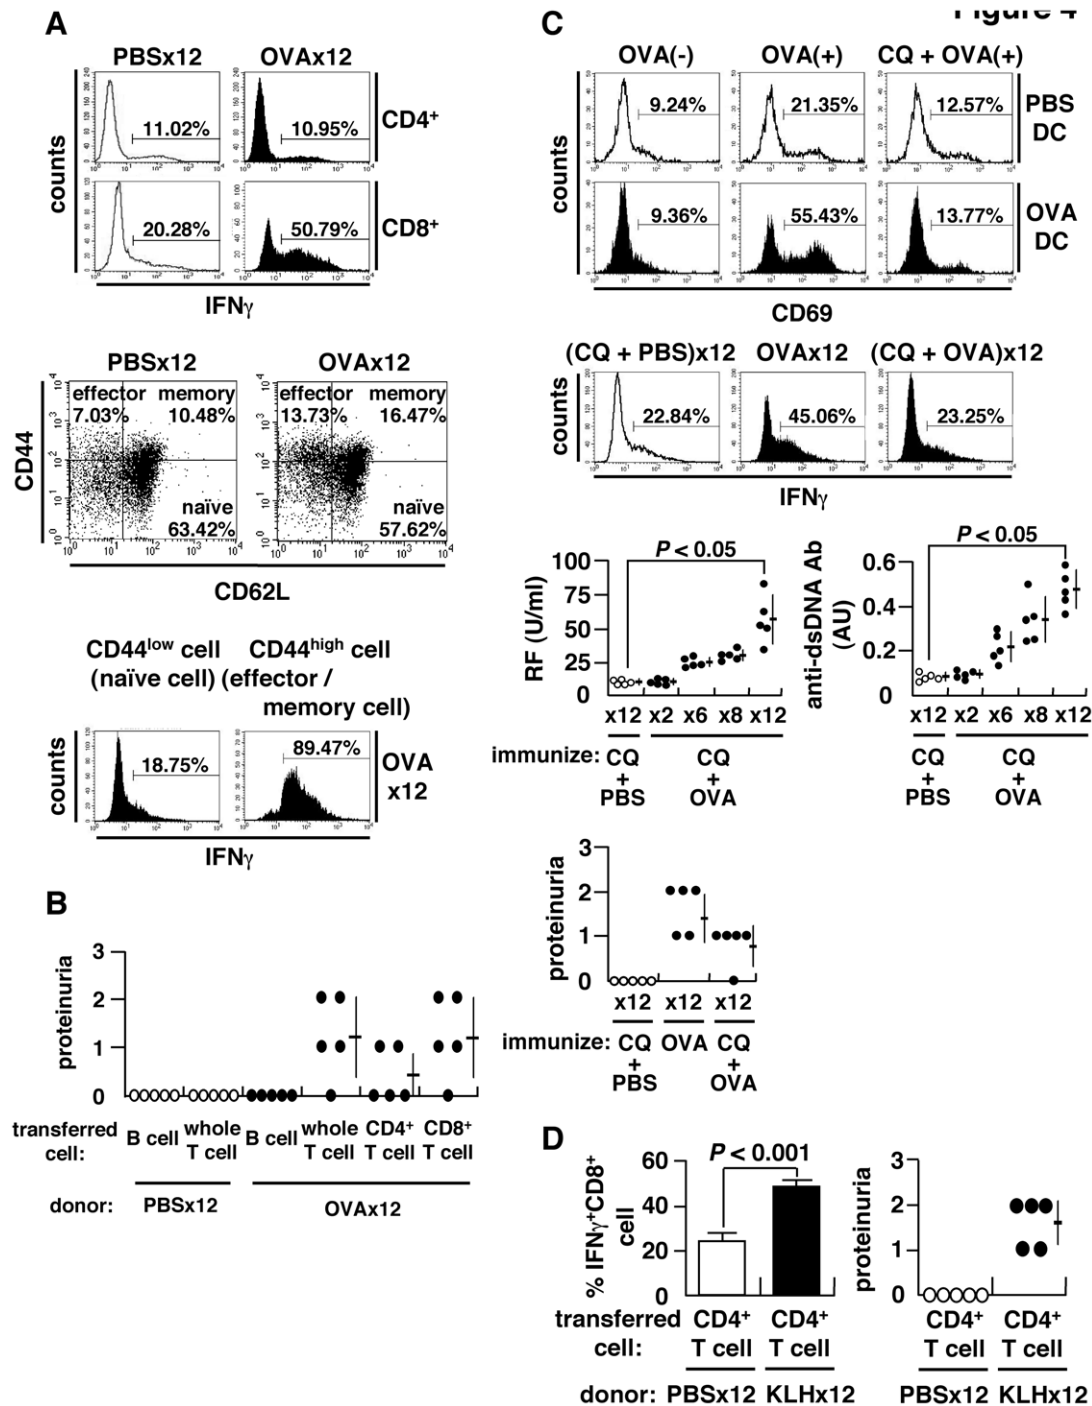 Figure 4
A
PBSx12 OVAx12
counts
11.02% 10.95% CD4⁺
20.28% 50.79% CD8⁺
IFNγ
PBSx12 OVAx12
CD44
effector memory effector memory
7.03% 10.48% 13.73% 16.47%
naïve naïve
63.42% 57.62%
CD62L
CD44low cell CD44high cell
(naïve cell) (effector /
memory cell)
counts
18.75% 89.47% OVA
x12
IFNγ
B
proteinuria
3
2
1
0
transferred cell: B cell whole T cell B cell whole T cell CD4⁺ T cell CD8⁺ T cell
donor: PBSx12 OVAx12
C
OVA(-) OVA(+) CQ + OVA(+)
counts
9.24% 21.35% 12.57% PBS DC
9.36% 55.43% 13.77% OVA DC
CD69
(CQ + PBS)x12 OVAx12 (CQ + OVA)x12
counts
22.84% 45.06% 23.25%
IFNγ
P < 0.05
RF (U/ml)
100
75
50
25
0
x12 x2 x6 x8 x12
immunize: CQ + PBS CQ + OVA
P < 0.05
anti-dsDNA Ab (AU)
0.6
0.4
0.2
0
x12 x2 x6 x8 x12
CQ + PBS CQ + OVA
proteinuria
3
2
1
0
x12 x12 x12
immunize: CQ + PBS OVA CQ + OVA
D
% IFNγ⁺CD8⁺ cell
P < 0.001
60
40
20
0
transferred cell: CD4⁺ T cell CD4⁺ T cell
donor: PBSx12 KLHx12
proteinuria
3
2
1
0
CD4⁺ T cell CD4⁺ T cell
PBSx12 KLHx12